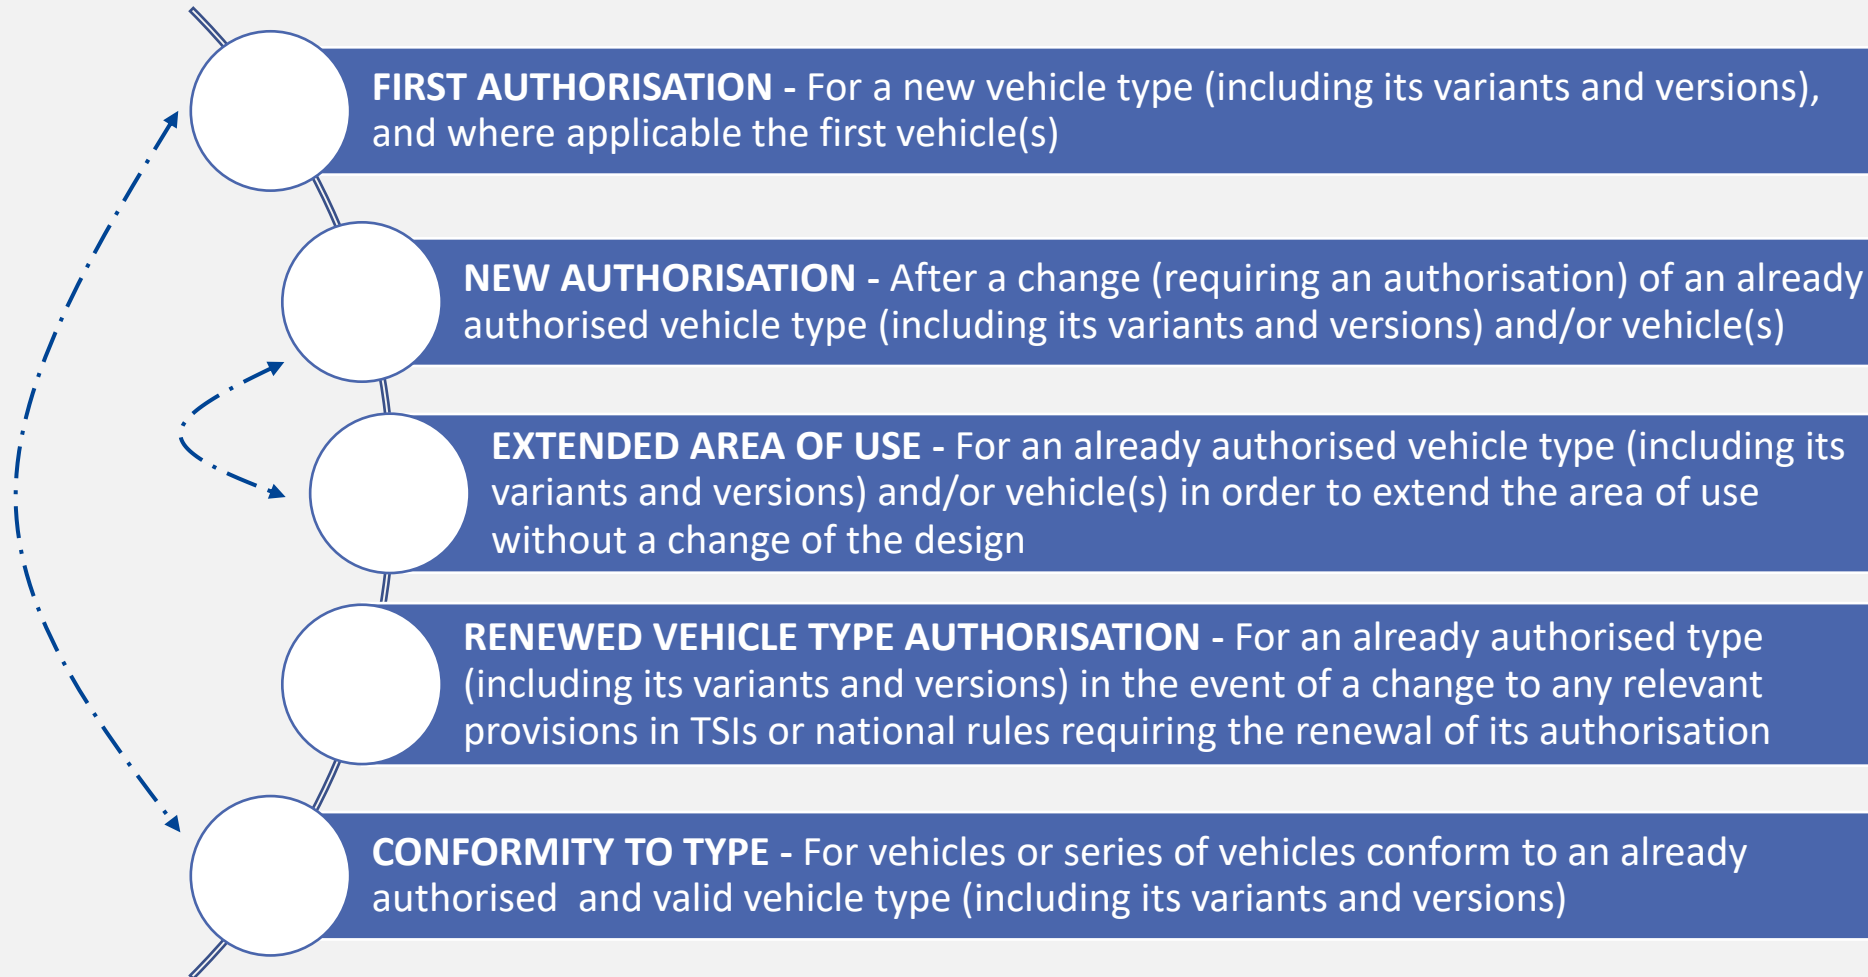 FIRST AUTHORISATION - For a new vehicle type (including its variants and versions),
and where applicable the first vehicle(s)
NEW AUTHORISATION - After a change (requiring an authorisation) of an already
authorised vehicle type (including its variants and versions) and/or vehicle(s)
EXTENDED AREA OF USE - For an already authorised vehicle type (including its
variants and versions) and/or vehicle(s) in order to extend the area of use
without a change of the design
RENEWED VEHICLE TYPE AUTHORISATION - For an already authorised type
(including its variants and versions) in the event of a change to any relevant
provisions in TSIs or national rules requiring the renewal of its authorisation
CONFORMITY TO TYPE - For vehicles or series of vehicles conform to an already
authorised  and valid vehicle type (including its variants and versions)